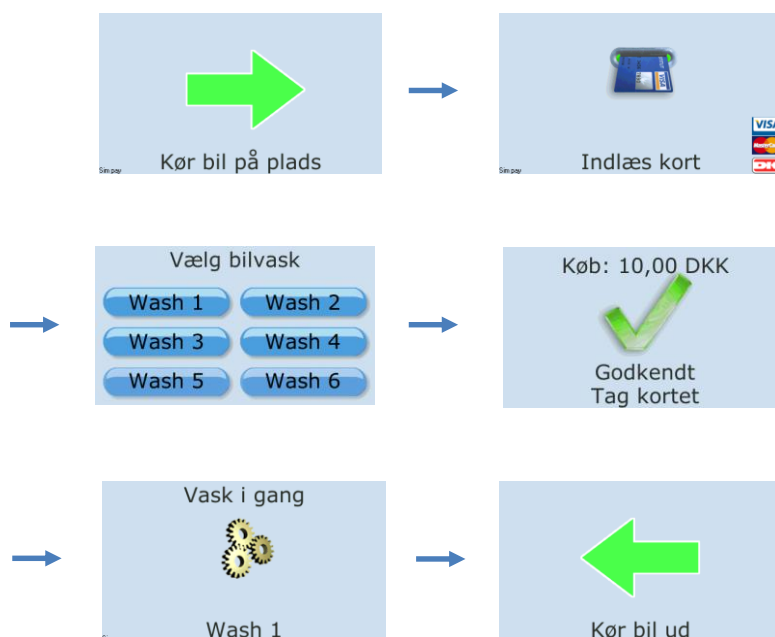 Kør bil på plads
Simpay
Indlæs kort
Simpay
VISA
MasterCard
Vælg bilvask
Wash 1
Wash 2
Wash 3
Wash 4
Wash 5
Wash 6
Køb: 10,00 DKK
Godkendt
Tag kortet
Vask i gang
Wash 1
Kør bil ud